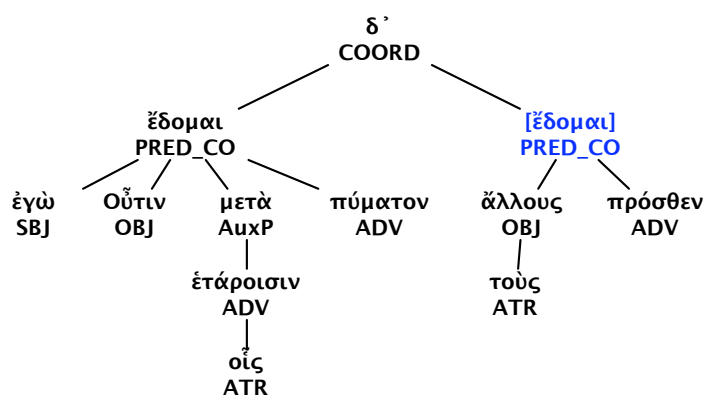 δ ̓
COORD
ἔδομαι [ἔδομαι]
PRED_CO PRED_CO
ἐγὼ Οὖτιν μετὰ πύματον ἄλλους πρόσθεν
SBJ OBJ AuxP ADV OBJ ADV
ἑτάροισιν τοὺς
ADV ATR
οἷς
ATR